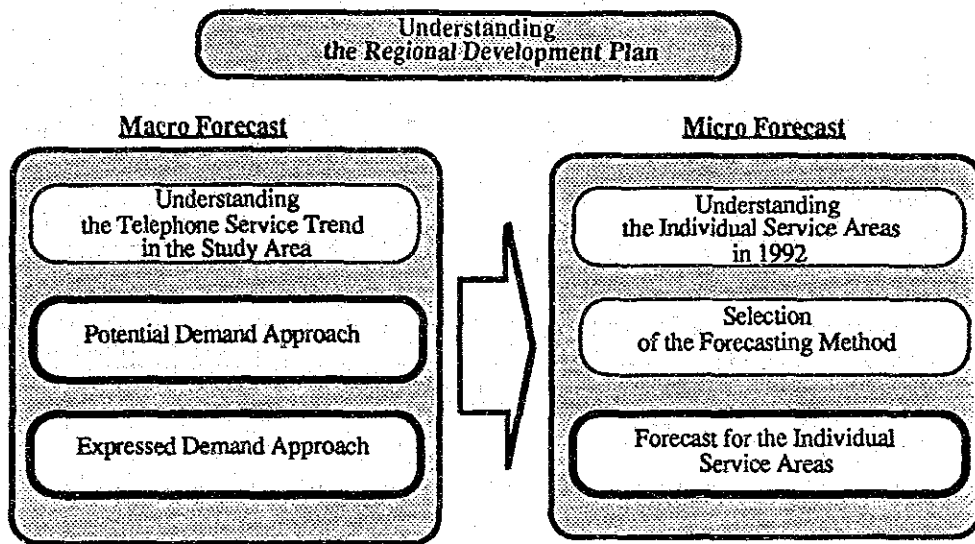 Understanding
the Regional Development Plan
Macro Forecast
Understanding
the Telephone Service Trend
in the Study Area
Potential Demand Approach
Expressed Demand Approach
Micro Forecast
Understanding
the Individual Service Areas
in 1992
Selection
of the Forecasting Method
Forecast for the Individual
Service Areas